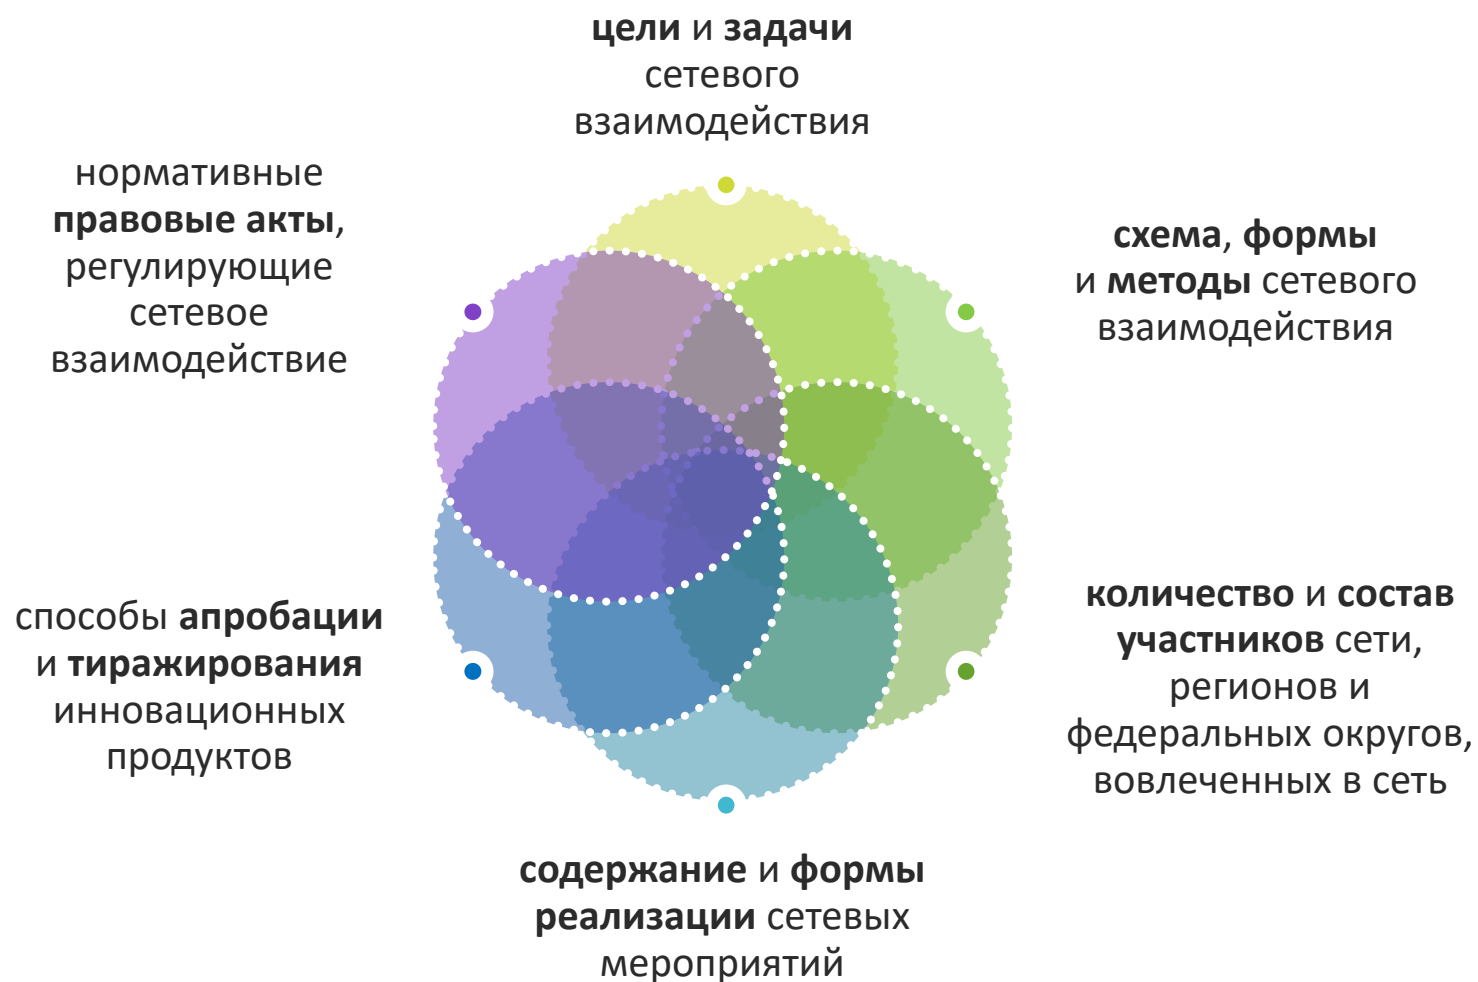 цели и задачи
сетевого
взаимодействия
нормативные
правовые акты,
регулирующие
сетевое
взаимодействие
схема, формы
и методы сетевого
взаимодействия
способы апробации
и тиражирования
инновационных
продуктов
количество и состав
участников сети,
регионов и
федеральных округов,
вовлеченных в сеть
содержание и формы
реализации сетевых
мероприятий